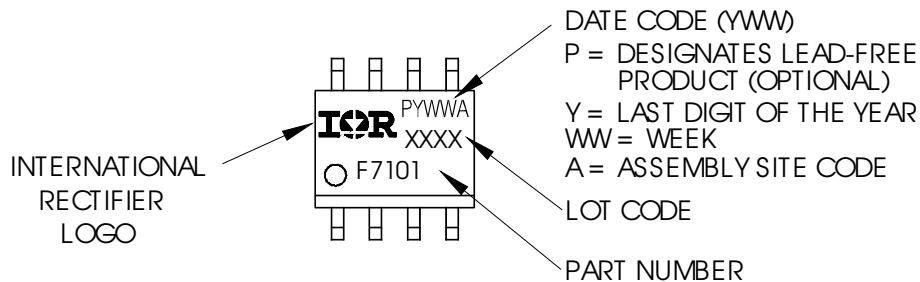 DATE CODE (YWW)
P = DESIGNATES LEAD-FREE
PRODUCT (OPTIONAL)
Y = LAST DIGIT OF THE YEAR
WW = WEEK
A = ASSEMBLY SITE CODE
LOT CODE
PART NUMBER
INTERNATIONAL
RECTIFIER
LOGO
IOR
PYWWA
XXXX
F7101